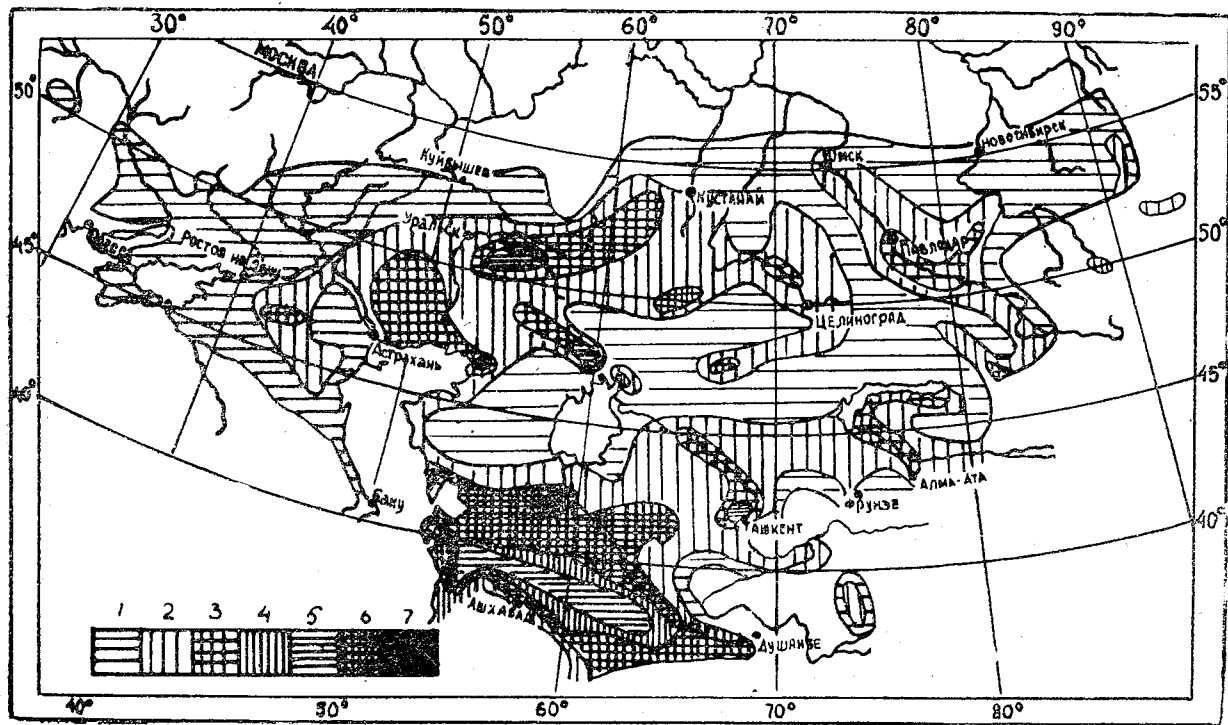 30° 40° 50° 60° 70° 80° 90°
МОСКВА
50° 55°
НОВОСИБИРСК
ОМСК
КУЙБЫШЕВ
КУСТАНАЙ
УРАЛЬСК
ПАВЛОДАР
50°
45°
РОСТОВ НА ДОНУ
ЦЕЛИНОГРАД
АСТРАХАНЬ
45°
40°
АЛМА-АТА
БАКУ
ФРУНЗЕ
ТАШКЕНТ
40°
АШХАБАД
1 2 3 4 5 6 7
ДУШАНБЕ
40° 50° 60° 70° 80°